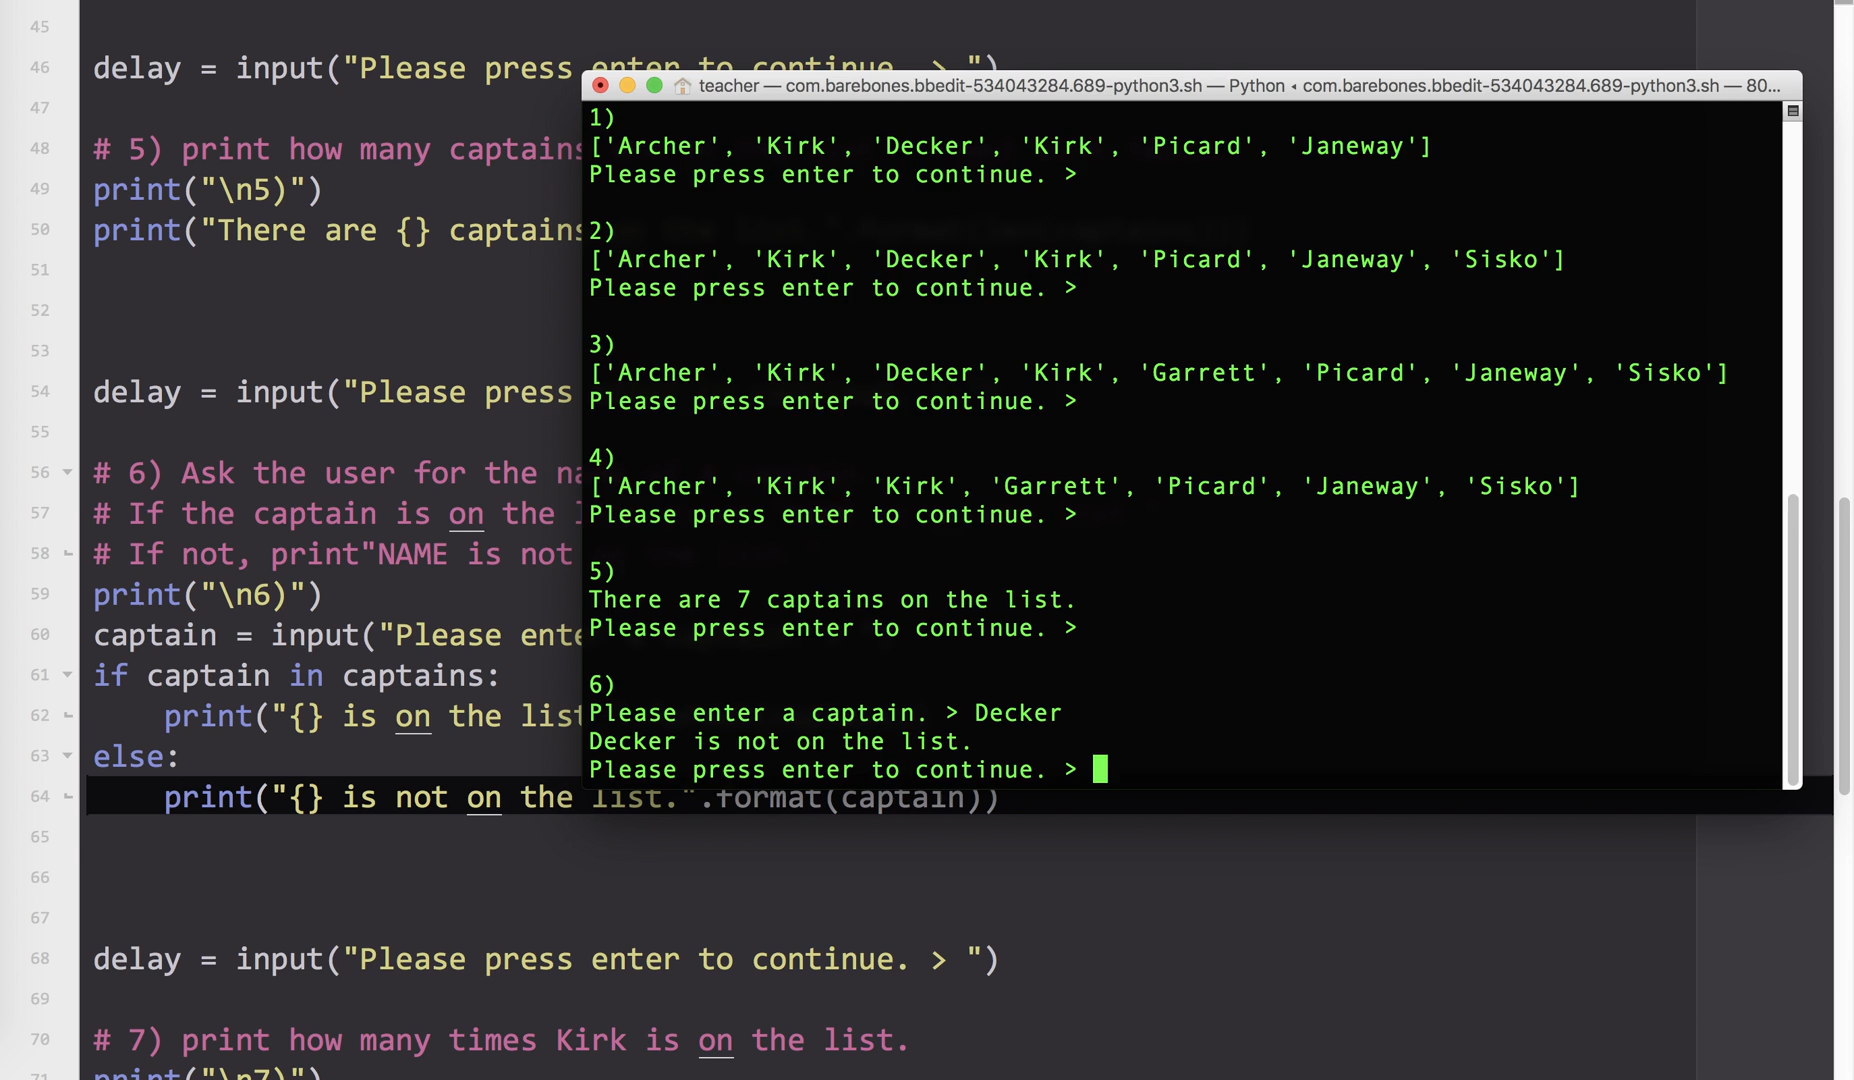 45
46 delay = input("Please press enter to continue. > ")
47
48 # 5) print how many captains
49 print("\n5)")
50 print("There are {} captains
51
52
53
54 delay = input("Please press
55
56 # 6) Ask the user for the
57 # If the captain is on the
58 # If not, print"NAME is not
59 print("\n6)")
60 captain = input("Please
61 if captain in captains:
62 print("{} is on the list
63 else:
64 print("{} is not on the list.".format(captain))
65
66
67
68 delay = input("Please press enter to continue. > ")
69
70 # 7) print how many times Kirk is on the list.
71 print("\n7)")
teacher — com.barebones.bbedit-534043284.689-python3.sh — Python ◂ com.barebones.bbedit-534043284.689-python3.sh — 80...
1)
['Archer', 'Kirk', 'Decker', 'Kirk', 'Picard', 'Janeway']
Please press enter to continue. >
2)
['Archer', 'Kirk', 'Decker', 'Kirk', 'Picard', 'Janeway', 'Sisko']
Please press enter to continue. >
3)
['Archer', 'Kirk', 'Decker', 'Kirk', 'Garrett', 'Picard', 'Janeway', 'Sisko']
Please press enter to continue. >
4)
['Archer', 'Kirk', 'Kirk', 'Garrett', 'Picard', 'Janeway', 'Sisko']
Please press enter to continue. >
5)
There are 7 captains on the list.
Please press enter to continue. >
6)
Please enter a captain. > Decker
Decker is not on the list.
Please press enter to continue. >